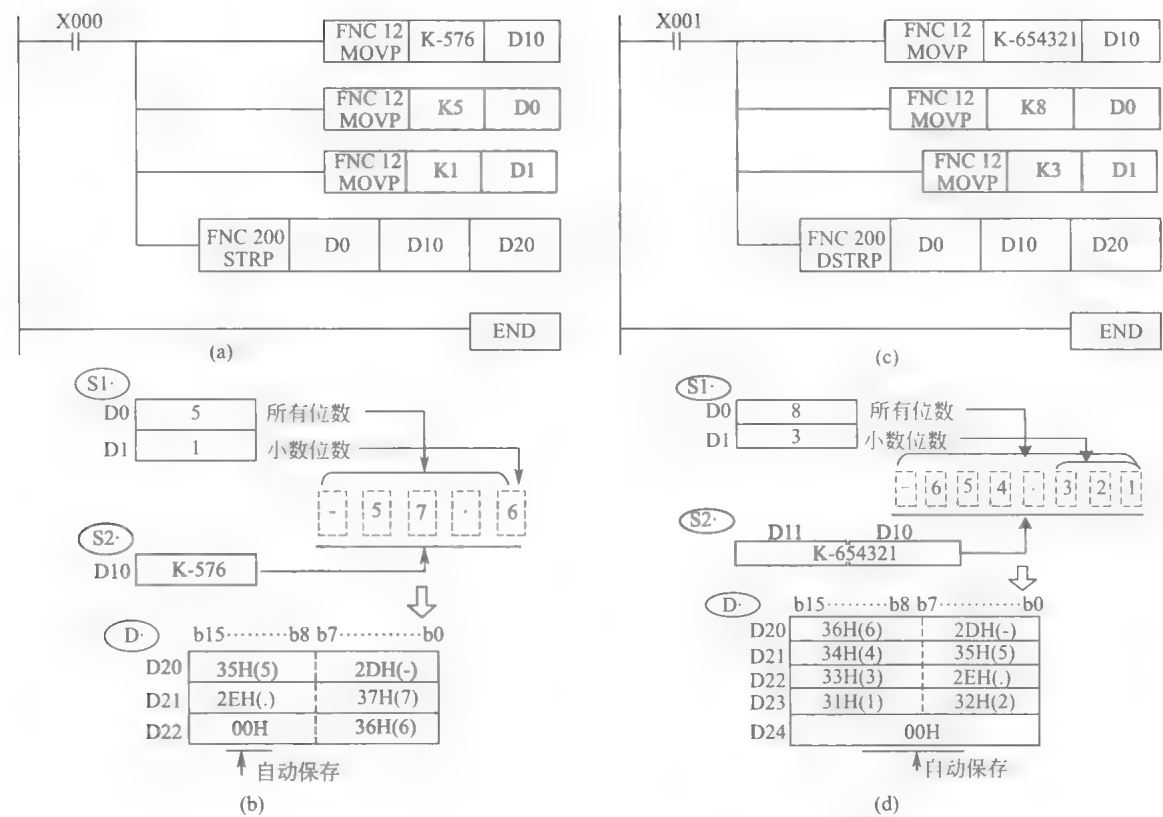 X000
FNC 12 MOVP K-576 D10
FNC 12 MOVP K5 D0
FNC 12 MOVP K1 D1
FNC 200 STRP D0 D10 D20
END
(a)
X001
FNC 12 MOVP K-654321 D10
FNC 12 MOVP K8 D0
FNC 12 MOVP K3 D1
FNC 200 DSTRP D0 D10 D20
END
(c)
S1·
D0 5 所有位数
D1 1 小数位数
- 5 7 · 6
S2·
D10 K-576
D·
b15········b8 b7··········b0
D20 35H(5) 2DH(-)
D21 2EH(.) 37H(7)
D22 00H 36H(6)
自动保存
(b)
S1·
D0 8 所有位数
D1 3 小数位数
- 6 5 4 · 3 2 1
S2·
D11 D10
K-654321
D·
b15········b8 b7··········b0
D20 36H(6) 2DH(-)
D21 34H(4) 35H(5)
D22 33H(3) 2EH(.)
D23 31H(1) 32H(2)
D24 00H
自动保存
(d)